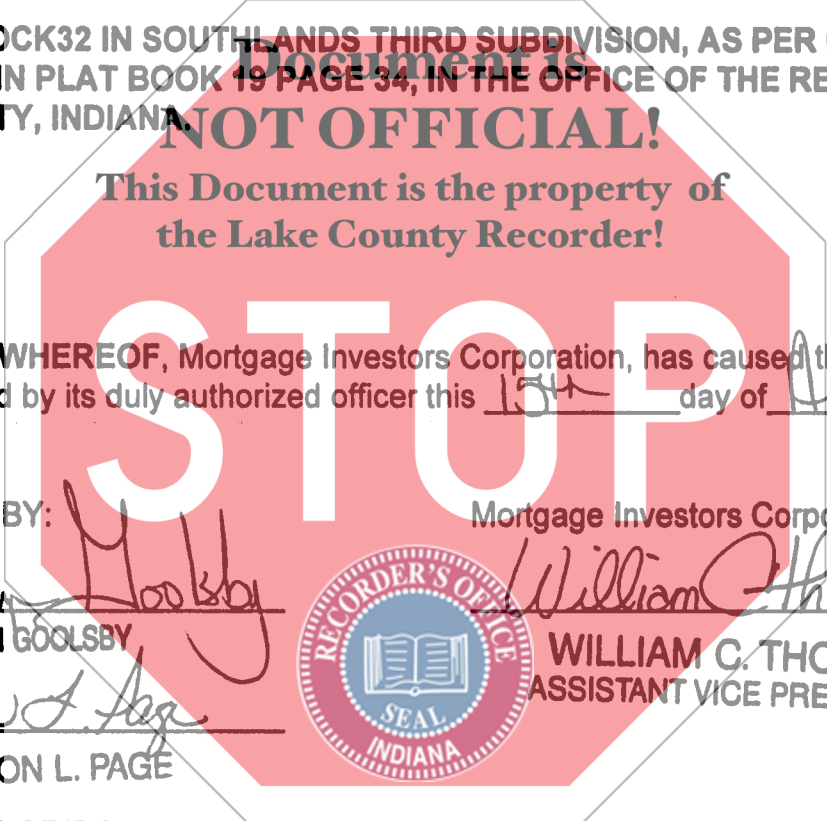 OCK32 IN SOUTHLANDS THIRD SUBDIVISION, AS PER
Document is
N PLAT BOOK 19 PAGE 34, IN THE OFFICE OF THE RE
TY, INDIANA.
NOT OFFICIAL!
This Document is the property of
the Lake County Recorder!
STOP
WHEREOF, Mortgage Investors Corporation, has caused t
d by its duly authorized officer this 15th day of
BY:
Mortgage Investors Corpo
Goolsby
William C. Th
GOOLSBY
WILLIAM C. THO
ASSISTANT VICE PRE
L. Page
ON L. PAGE
RECORDER'S OFFICE
SEAL
INDIANA